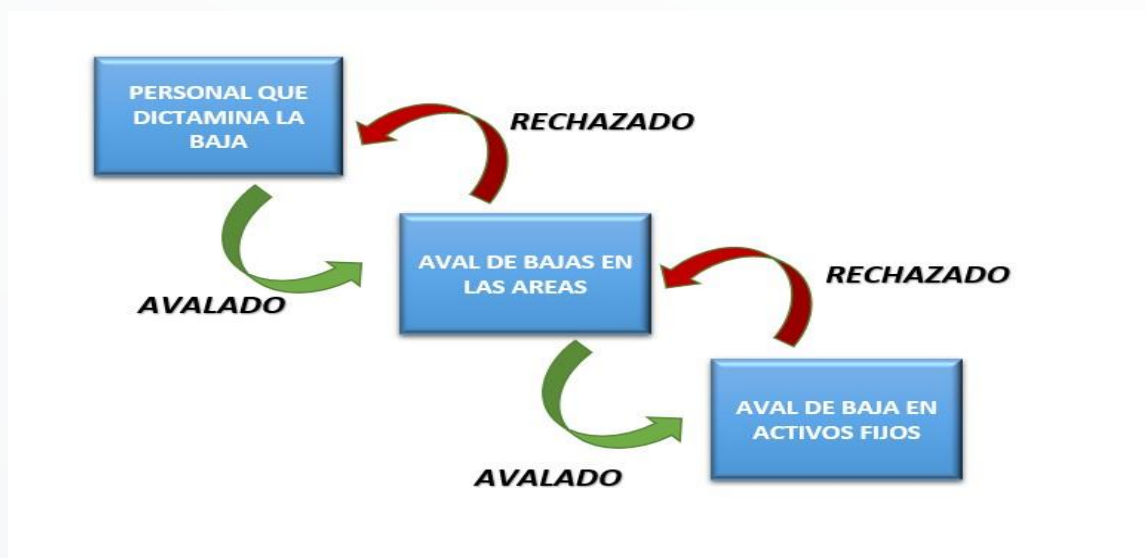 PERSONAL QUE
DICTAMINA LA
BAJA
RECHAZADO
AVALADO
AVAL DE BAJAS EN
LAS AREAS
RECHAZADO
AVALADO
AVAL DE BAJA EN
ACTIVOS FIJOS